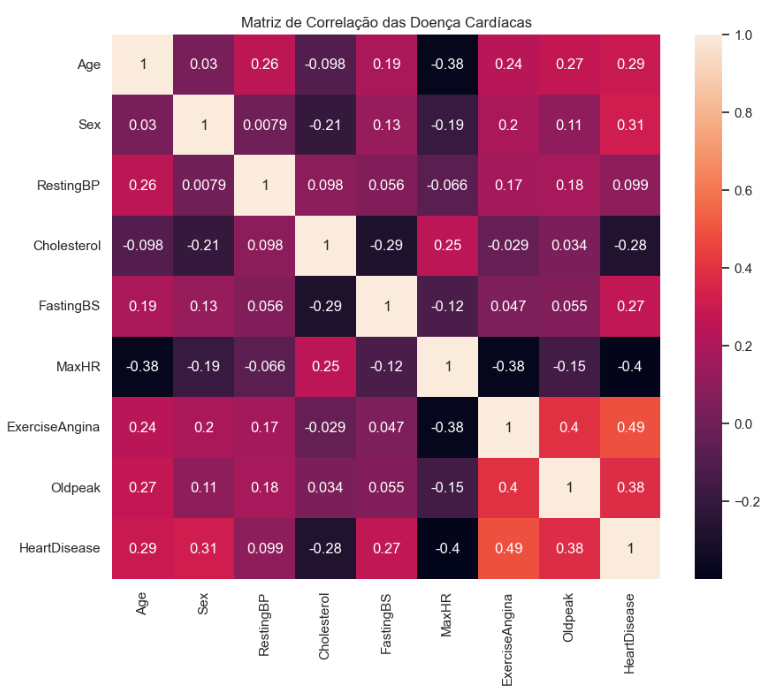 Matriz de Correlação das Doença Cardíacas
Age 1 0.03 0.26 -0.098 0.19 -0.38 0.24 0.27 0.29
Sex 0.03 1 0.0079 -0.21 0.13 -0.19 0.2 0.11 0.31
RestingBP 0.26 0.0079 1 0.098 0.056 -0.066 0.17 0.18 0.099
Cholesterol -0.098 -0.21 0.098 1 -0.29 0.25 -0.029 0.034 -0.28
FastingBS 0.19 0.13 0.056 -0.29 1 -0.12 0.047 0.055 0.27
MaxHR -0.38 -0.19 -0.066 0.25 -0.12 1 -0.38 -0.15 -0.4
ExerciseAngina 0.24 0.2 0.17 -0.029 0.047 -0.38 1 0.4 0.49
Oldpeak 0.27 0.11 0.18 0.034 0.055 -0.15 0.4 1 0.38
HeartDisease 0.29 0.31 0.099 -0.28 0.27 -0.4 0.49 0.38 1
Age Sex RestingBP Cholesterol FastingBS MaxHR ExerciseAngina Oldpeak HeartDisease
1.0
0.8
0.6
0.4
0.2
0.0
−0.2